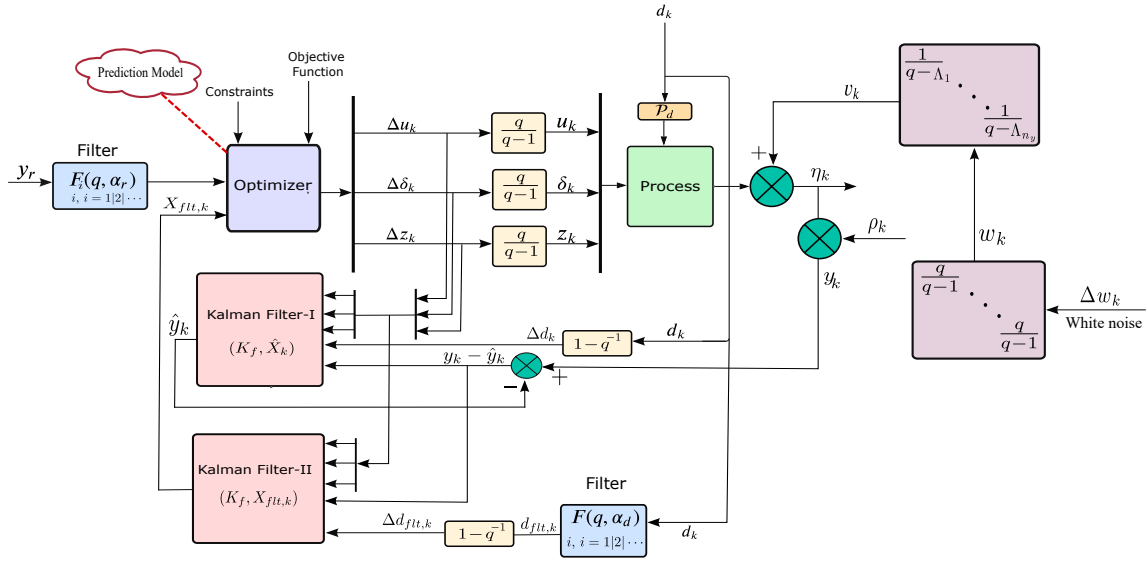 d_k
Objective
Function
Prediction Model
Constraints
Filter
y_r
F_i(q, α_r)
i, i = 1|2| ···
X_{flt,k}
Optimizer
Δu_k
q
q−1
u_k
Δδ_k
q
q−1
δ_k
Δz_k
q
q−1
z_k
P_d
Process
+
v_k
η_k
ρ_k
y_k
1
q−Λ_1
1
q−Λ_{n_y}
w_k
q
q−1
q
q−1
Δw_k
White noise
ŷ_k
Kalman Filter-I
(K_f, X̂_k)
Δd_k
1−q^{-1}
d_k
y_k − ŷ_k
−
+
Kalman Filter-II
(K_f, X_{flt,k})
Δd_{flt,k}
1−q^{-1}
d_{flt,k}
Filter
F(q, α_d)
i, i = 1|2| ···
d_k